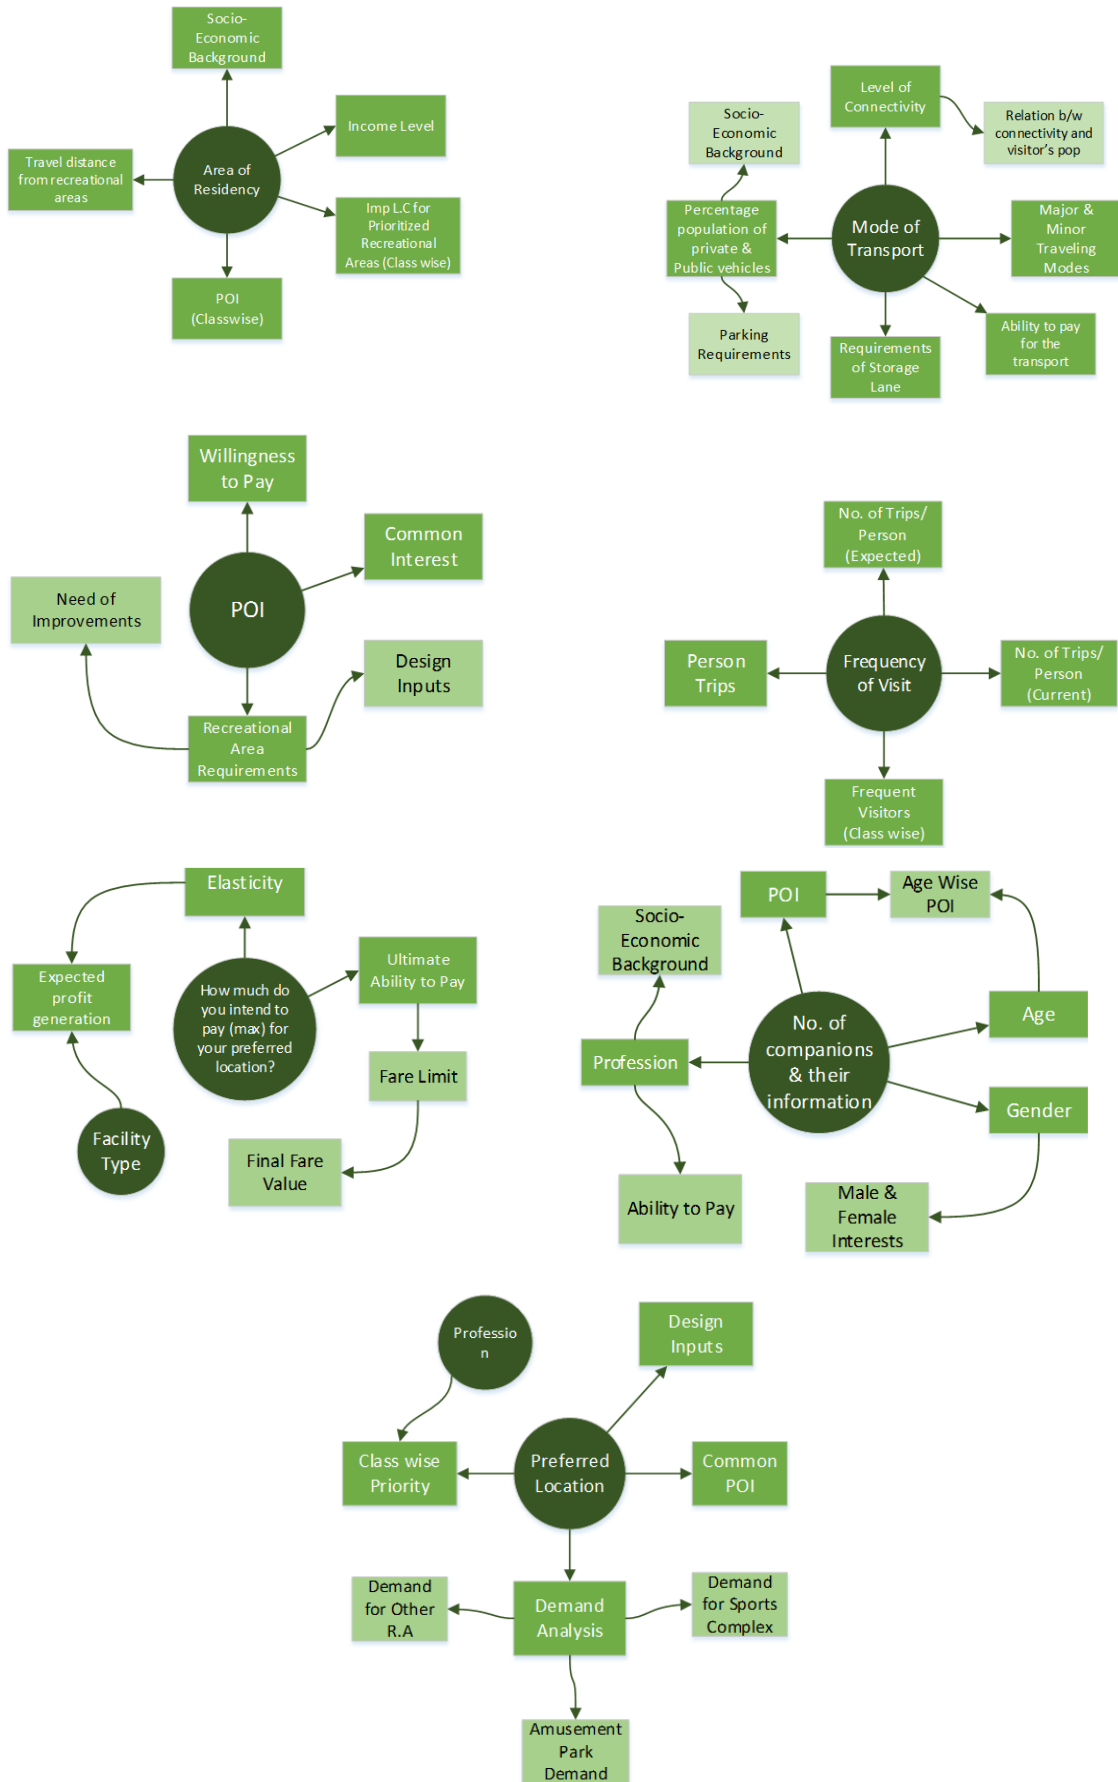 Socio-
Economic
Background
Income Level
Area of
Residency
Travel distance
from recreational
areas
Imp L.C for
Prioritized
Recreational
Areas (Class wise)
POI
(Classwise)
Level of
Connectivity
Relation b/w
connectivity and
visitor's pop
Socio-
Economic
Background
Percentage
population of
private &
Public vehicles
Mode of
Transport
Major &
Minor
Traveling
Modes
Parking
Requirements
Requirements
of Storage
Lane
Ability to pay
for the
transport
Willingness
to Pay
Common
Interest
POI
Need of
Improvements
Design
Inputs
Recreational
Area
Requirements
No. of Trips/
Person
(Expected)
Person
Trips
Frequency
of Visit
No. of Trips/
Person
(Current)
Frequent
Visitors
(Class wise)
Elasticity
Ultimate
Ability to Pay
Expected
profit
generation
How much do
you intend to
pay (max) for
your preferred
location?
Fare Limit
Facility
Type
Final Fare
Value
POI
Age Wise
POI
Socio-
Economic
Background
Age
No. of
companions
& their
information
Profession
Gender
Ability to Pay
Male &
Female
Interests
Professio
n
Design
Inputs
Class wise
Priority
Preferred
Location
Common
POI
Demand
for Other
R.A
Demand
Analysis
Demand
for Sports
Complex
Amusement
Park
Demand